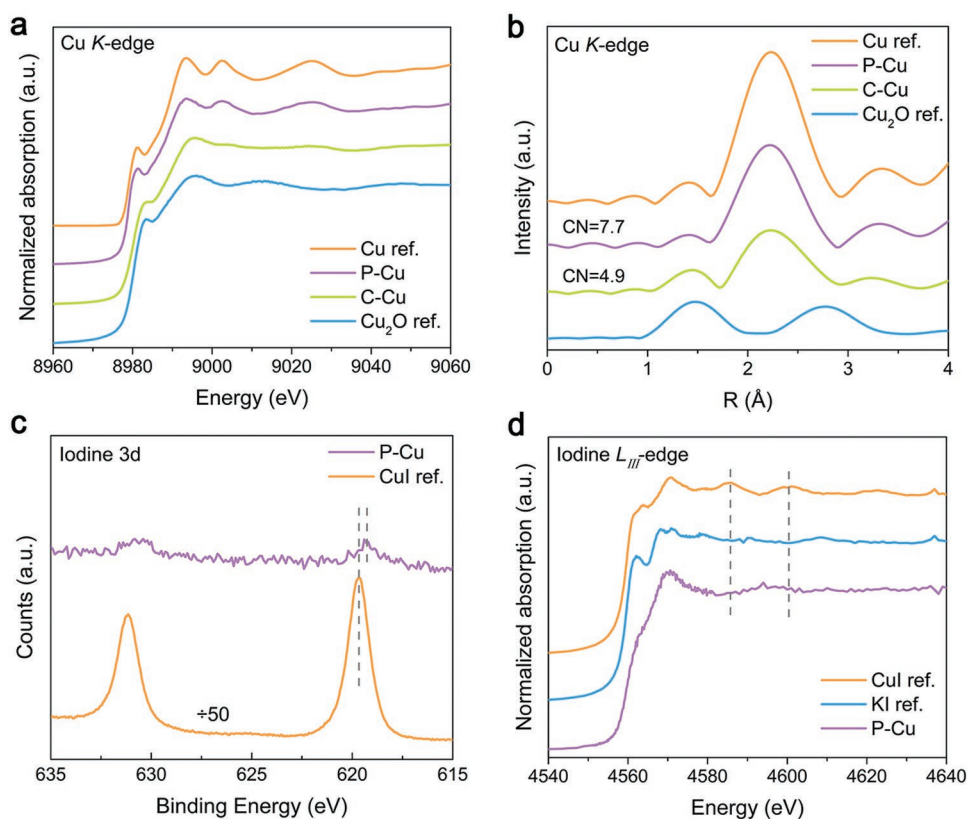 a
Cu K-edge
Cu ref.
P-Cu
C-Cu
Cu2O ref.
Normalized absorption (a.u.)
8960 8980 9000 9020 9040 9060
Energy (eV)
b
Cu K-edge
Cu ref.
P-Cu
C-Cu
Cu2O ref.
CN=7.7
CN=4.9
Intensity (a.u.)
0 1 2 3 4
R (Å)
c
Iodine 3d
P-Cu
CuI ref.
÷50
Counts (a.u.)
635 630 625 620 615
Binding Energy (eV)
d
Iodine LIII-edge
CuI ref.
KI ref.
P-Cu
Normalized absorption (a.u.)
4540 4560 4580 4600 4620 4640
Energy (eV)